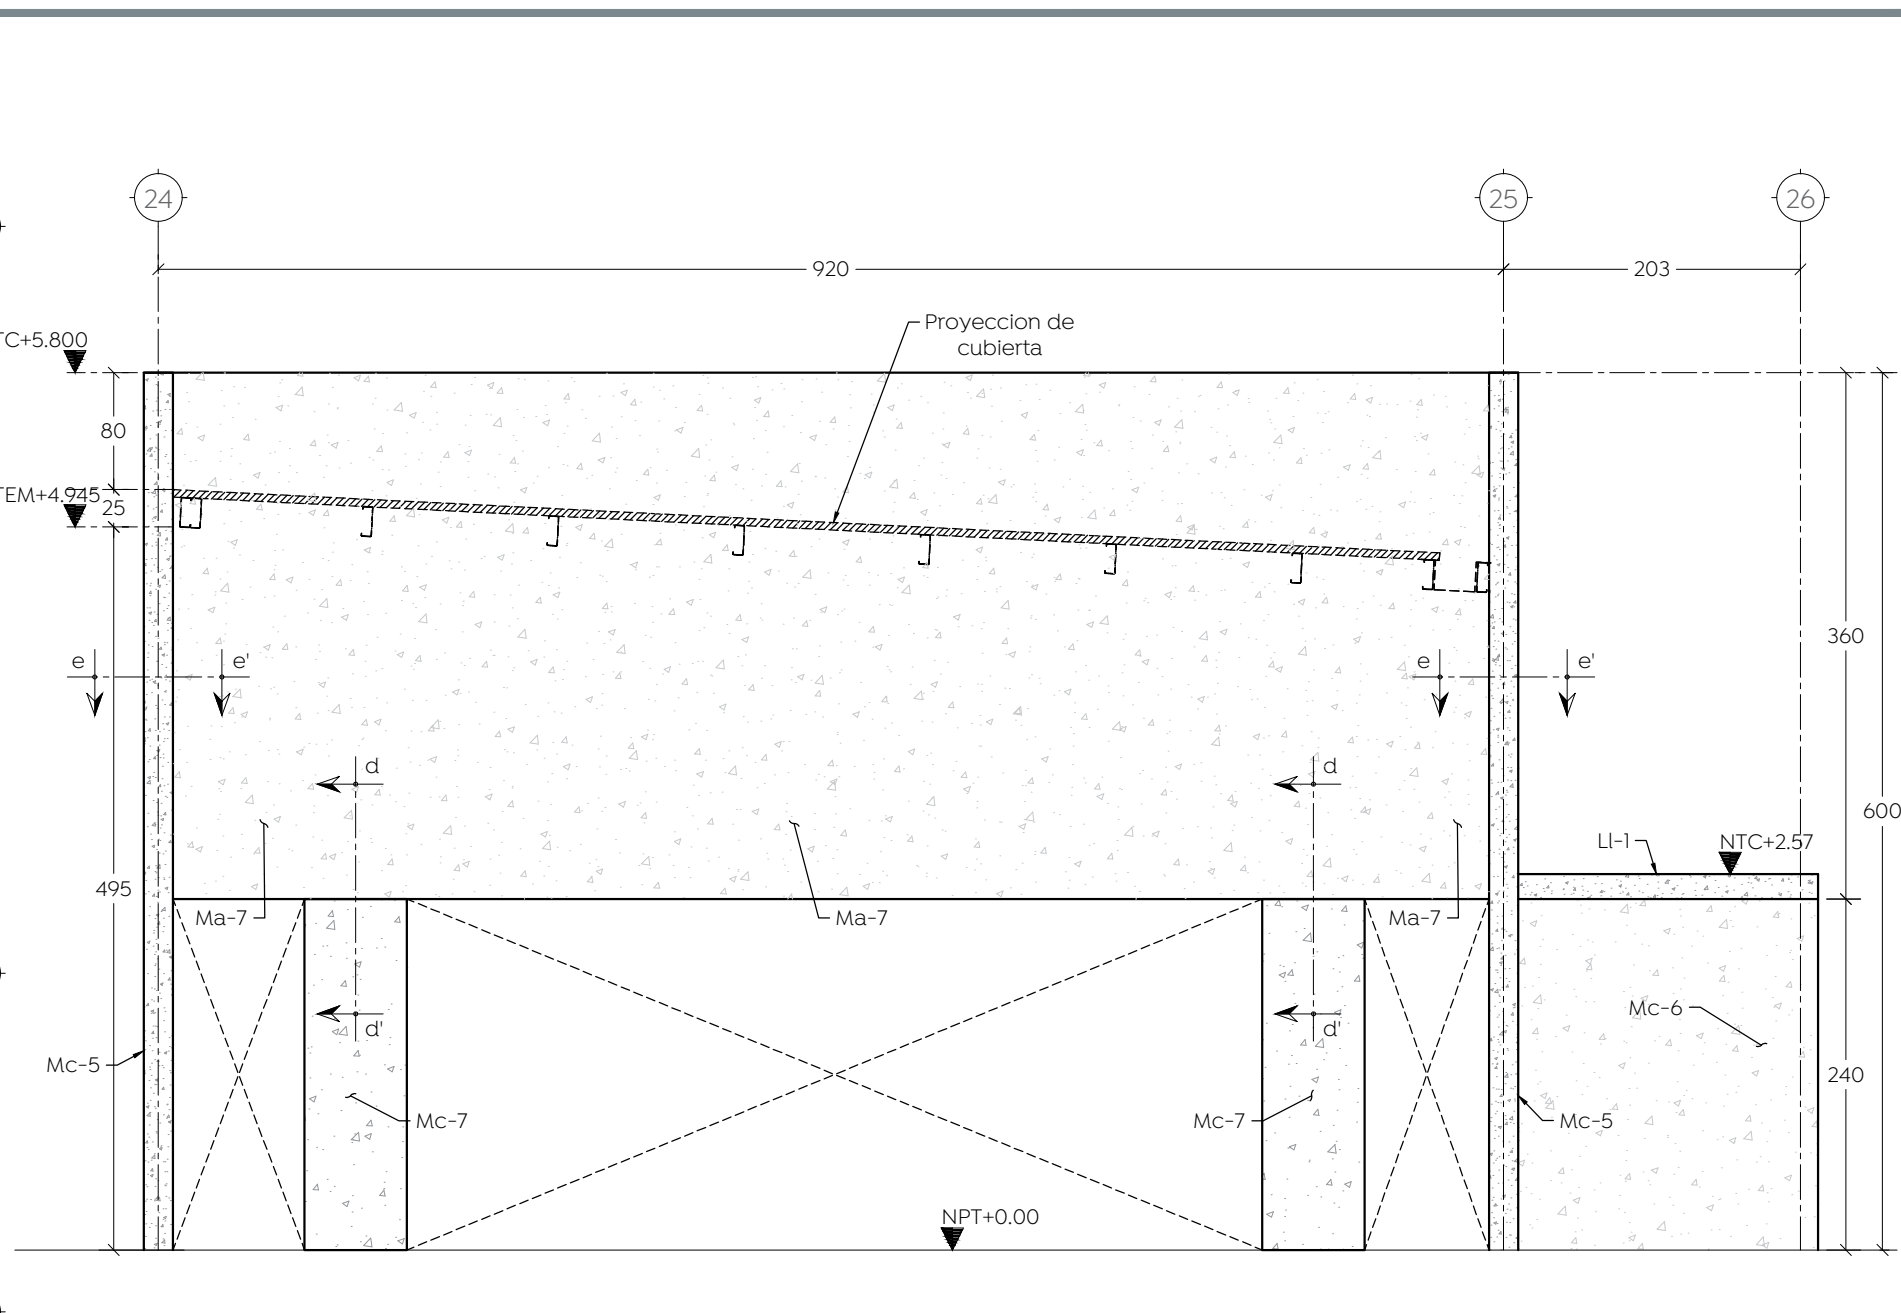 24
25
26
920
203
Proyeccion de
cubierta
TC+5.800
80
TEM+4.945
25
360
e
e'
e
e'
d
d
600
Ll-1
NTC+2.57
495
Ma-7
Ma-7
Ma-7
Mc-6
d'
d'
Mc-5
240
Mc-7
Mc-7
Mc-5
NPT+0.00